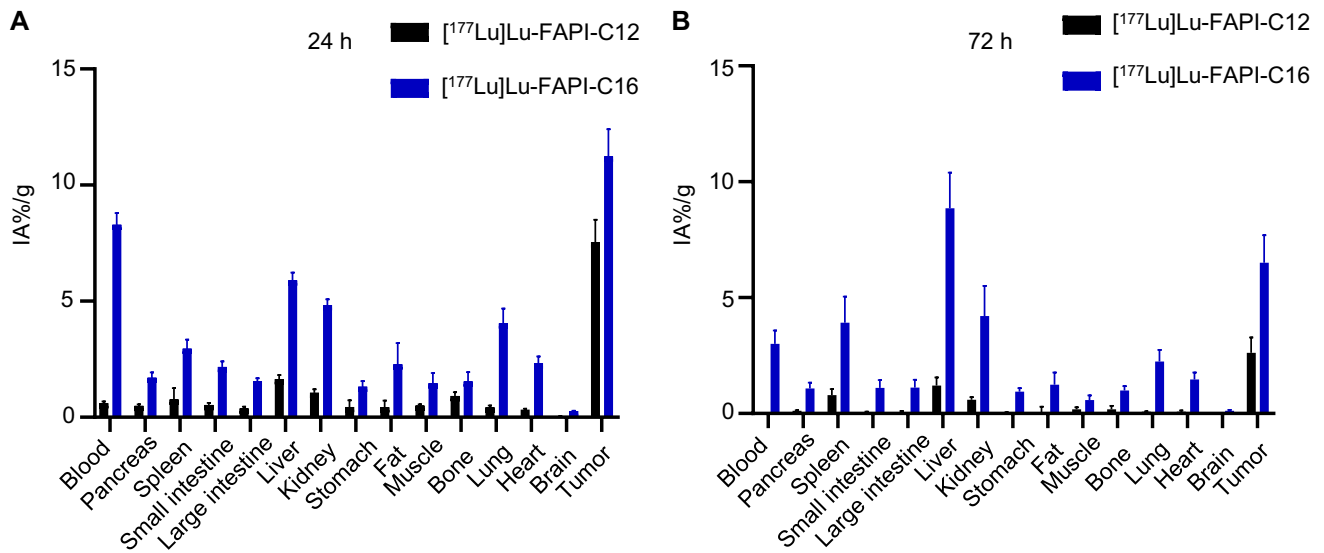 A
24 h
[¹⁷⁷Lu]Lu-FAPI-C12
[¹⁷⁷Lu]Lu-FAPI-C16
15
10
5
0
IA%/g
Blood
Pancreas
Spleen
Small intestine
Large intestine
Liver
Kidney
Stomach
Fat
Muscle
Bone
Lung
Heart
Brain
Tumor
B
72 h
[¹⁷⁷Lu]Lu-FAPI-C12
[¹⁷⁷Lu]Lu-FAPI-C16
15
10
5
0
IA%/g
Blood
Pancreas
Spleen
Small intestine
Large intestine
Liver
Kidney
Stomach
Fat
Muscle
Bone
Lung
Heart
Brain
Tumor